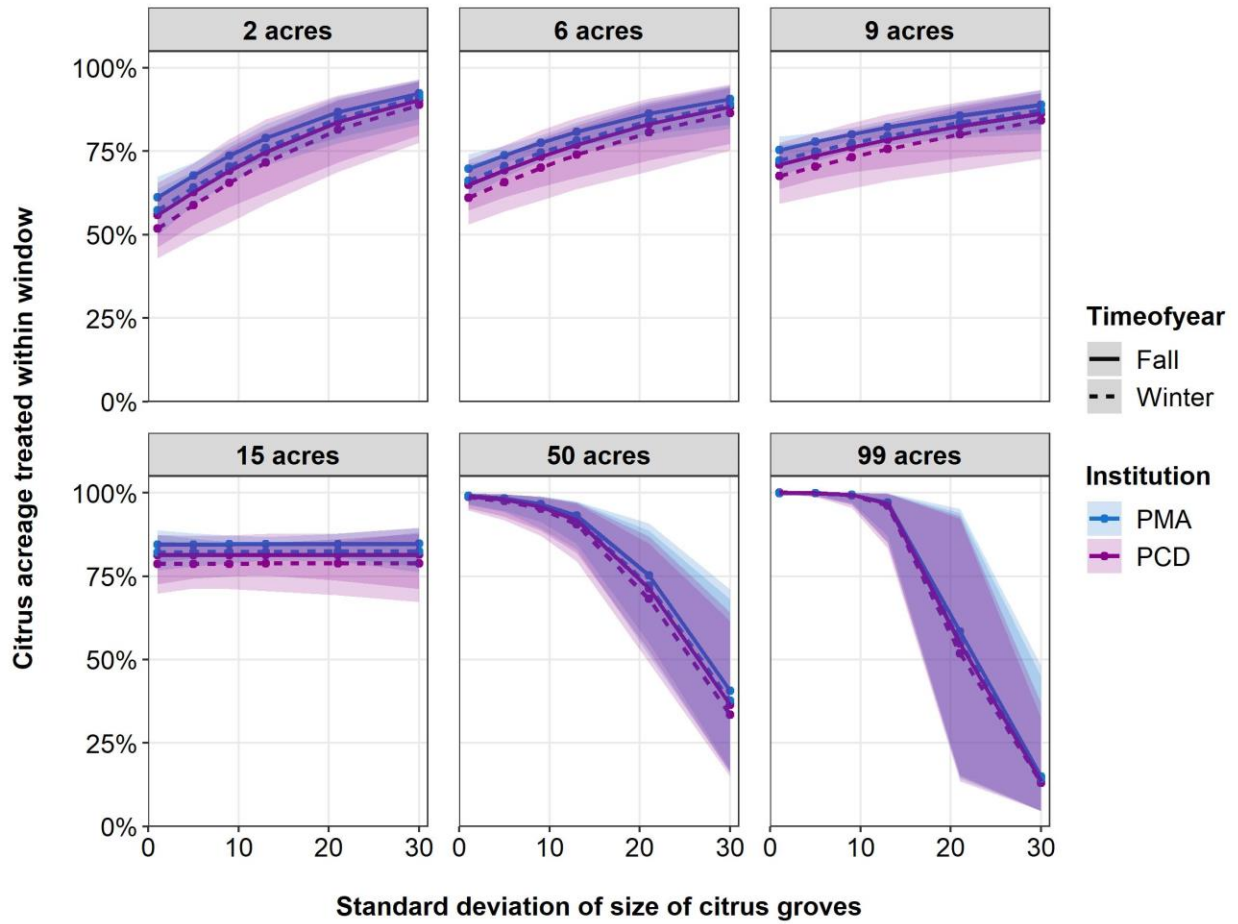 2 acres
6 acres
9 acres
100%
75%
50%
25%
0%
15 acres
50 acres
99 acres
100%
75%
50%
25%
0%
0 10 20 30
0 10 20 30
0 10 20 30
Standard deviation of size of citrus groves
Citrus acreage treated within window
Timeofyear
Fall
Winter
Institution
PMA
PCD